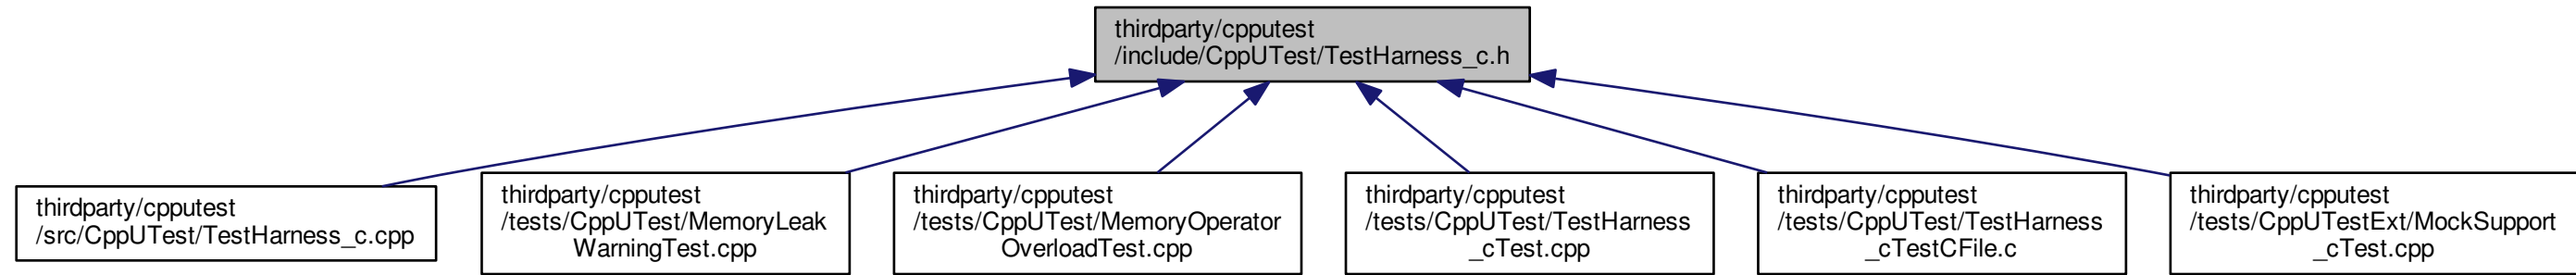 thirdparty/cpputest
/include/CppUTest/TestHarness_c.h
thirdparty/cpputest
/src/CppUTest/TestHarness_c.cpp
thirdparty/cpputest
/tests/CppUTest/MemoryLeak
WarningTest.cpp
thirdparty/cpputest
/tests/CppUTest/MemoryOperator
OverloadTest.cpp
thirdparty/cpputest
/tests/CppUTest/TestHarness
_cTest.cpp
thirdparty/cpputest
/tests/CppUTest/TestHarness
_cTestCFile.c
thirdparty/cpputest
/tests/CppUTestExt/MockSupport
_cTest.cpp